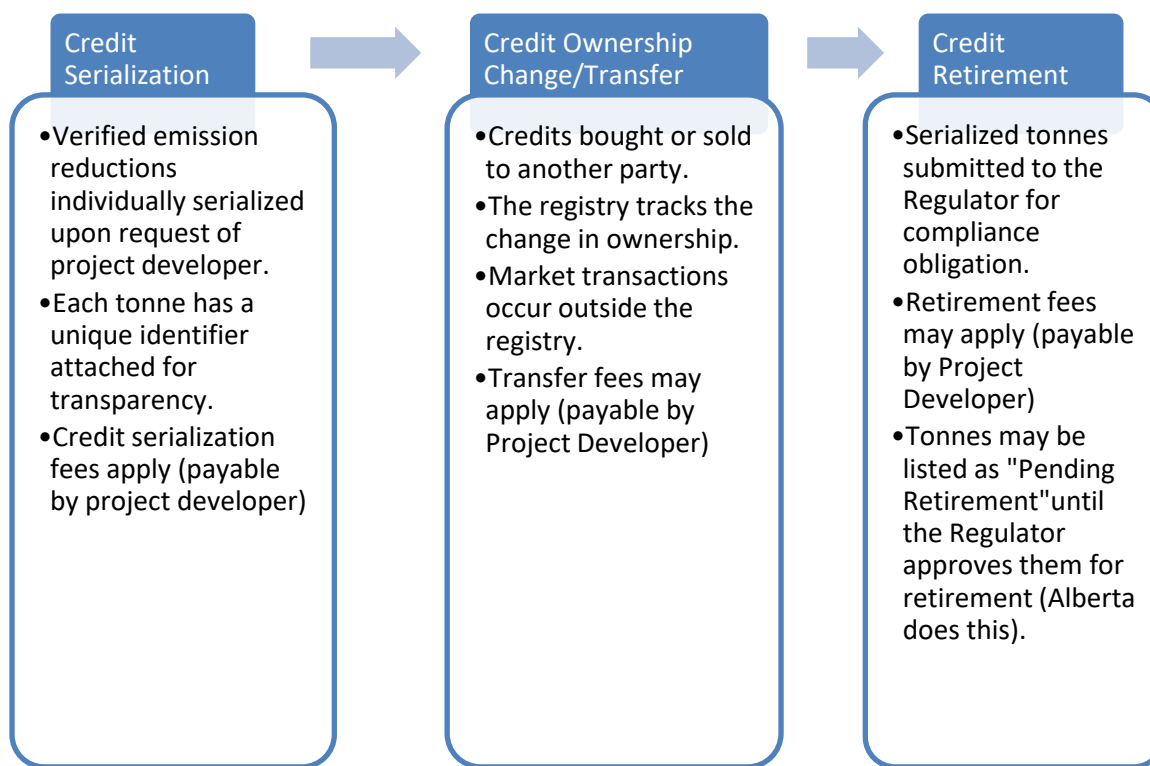 Credit
Serialization
•Verified emission
reductions
individually serialized
upon request of
project developer.
•Each tonne has a
unique identifier
attached for
transparency.
•Credit serialization
fees apply (payable
by project developer)
Credit Ownership
Change/Transfer
•Credits bought or sold
to another party.
•The registry tracks the
change in ownership.
•Market transactions
occur outside the
registry.
•Transfer fees may
apply (payable by
Project Developer)
Credit
Retirement
•Serialized tonnes
submitted to the
Regulator for
compliance
obligation.
•Retirement fees
may apply (payable
by Project
Developer)
•Tonnes may be
listed as "Pending
Retirement"until
the Regulator
approves them for
retirement (Alberta
does this).